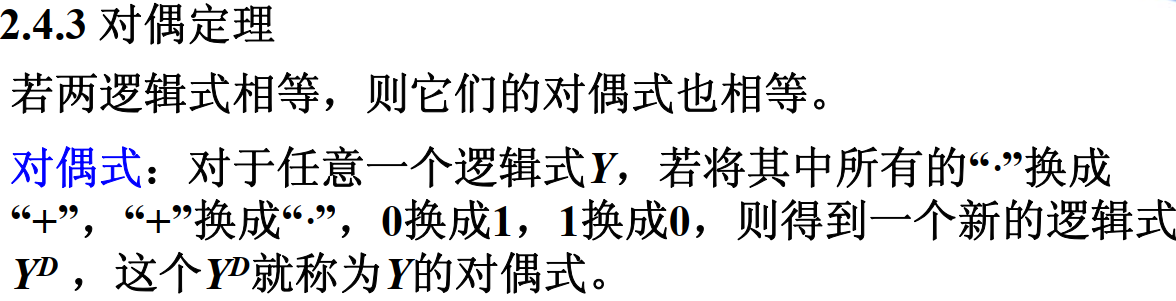 2.4.3 对偶定理
若两逻辑式相等，则它们的对偶式也相等。
对偶式：对于任意一个逻辑式Y，若将其中所有的“·”换成
“+”，“+”换成“·”，0换成1，1换成0，则得到一个新的逻辑式
Yᴰ ，这个Yᴰ就称为Y的对偶式。